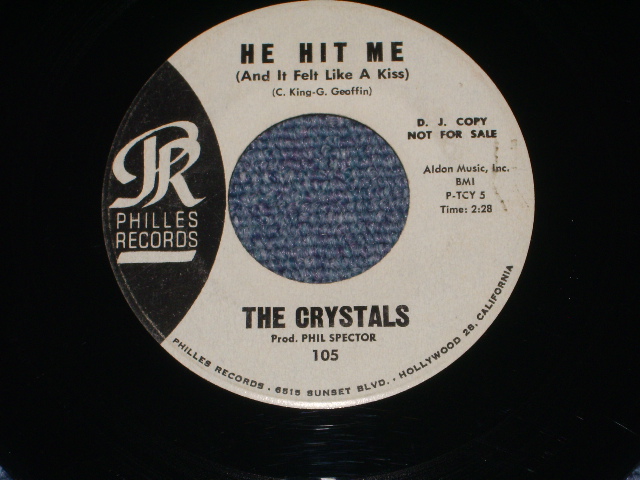 HE HIT ME
(And It Felt Like A Kiss)
(C. King-G. Geoffin)
D. J. COPY
NOT FOR SALE
Aldon Music, Inc.
BMI
P-TCY 5
Time: 2:28
PR
PHILLES
RECORDS
THE CRYSTALS
Prod. PHIL SPECTOR
105
PHILLES RECORDS · 6515 SUNSET BLVD. · HOLLYWOOD 28, CALIFORNIA